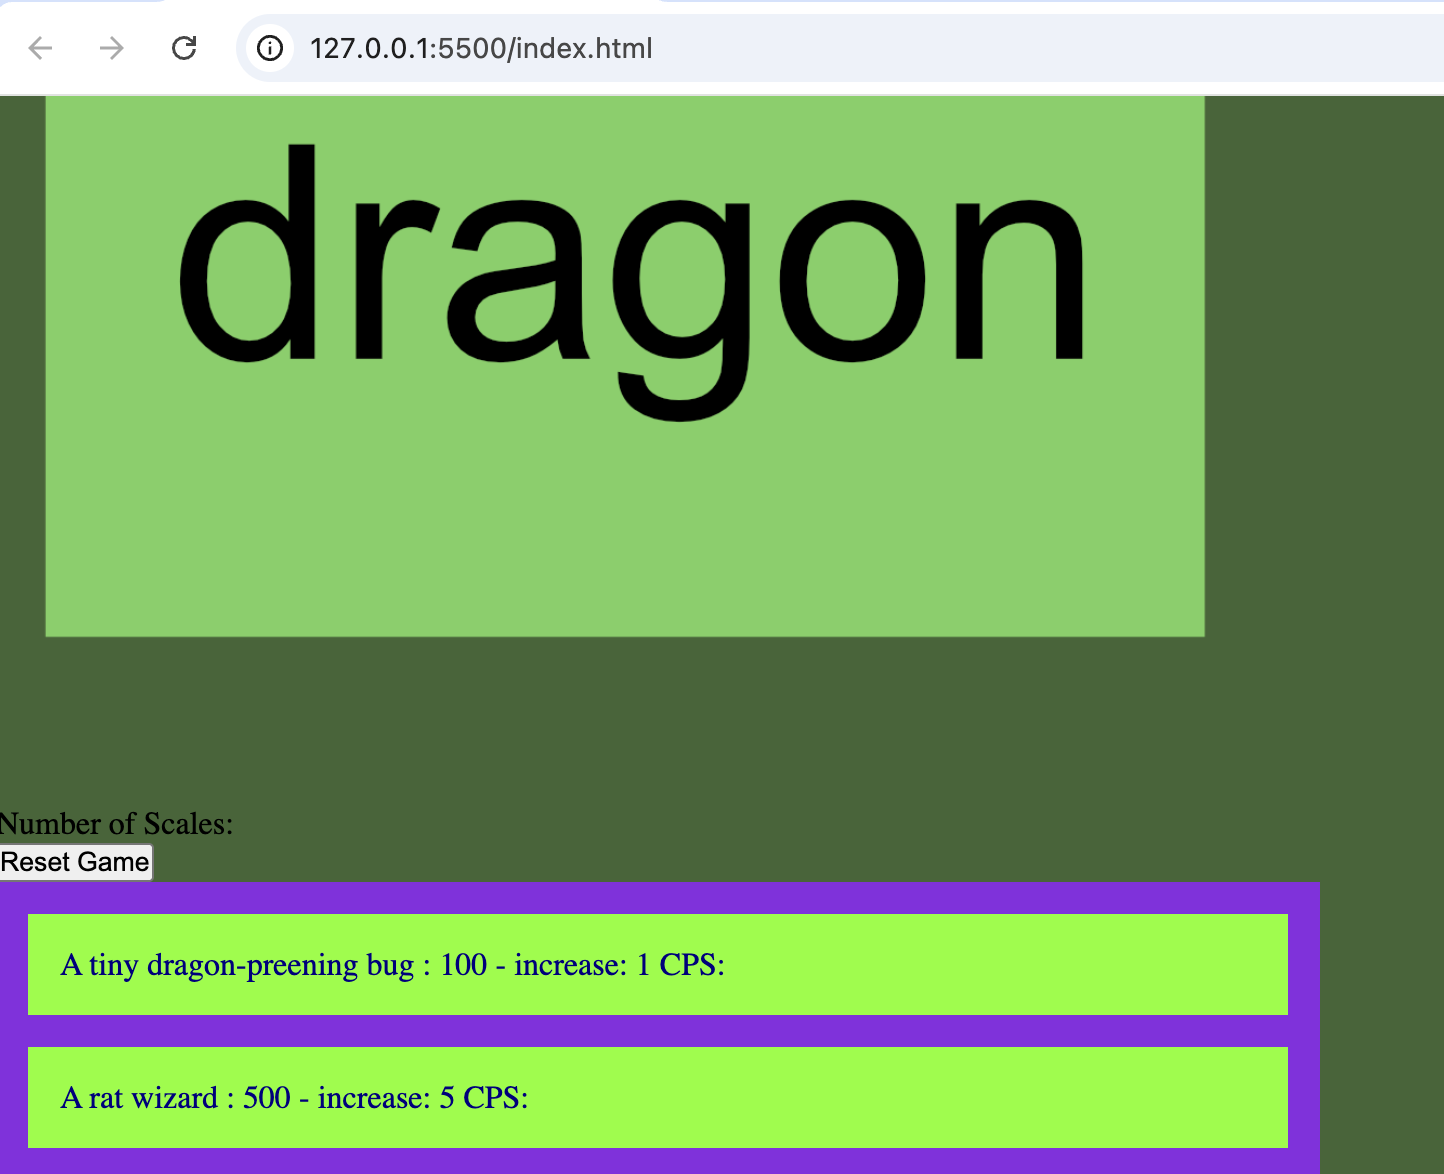 127.0.0.1:5500/index.html
dragon
Number of Scales:
Reset Game
A tiny dragon-preening bug : 100 - increase: 1 CPS:
A rat wizard : 500 - increase: 5 CPS: